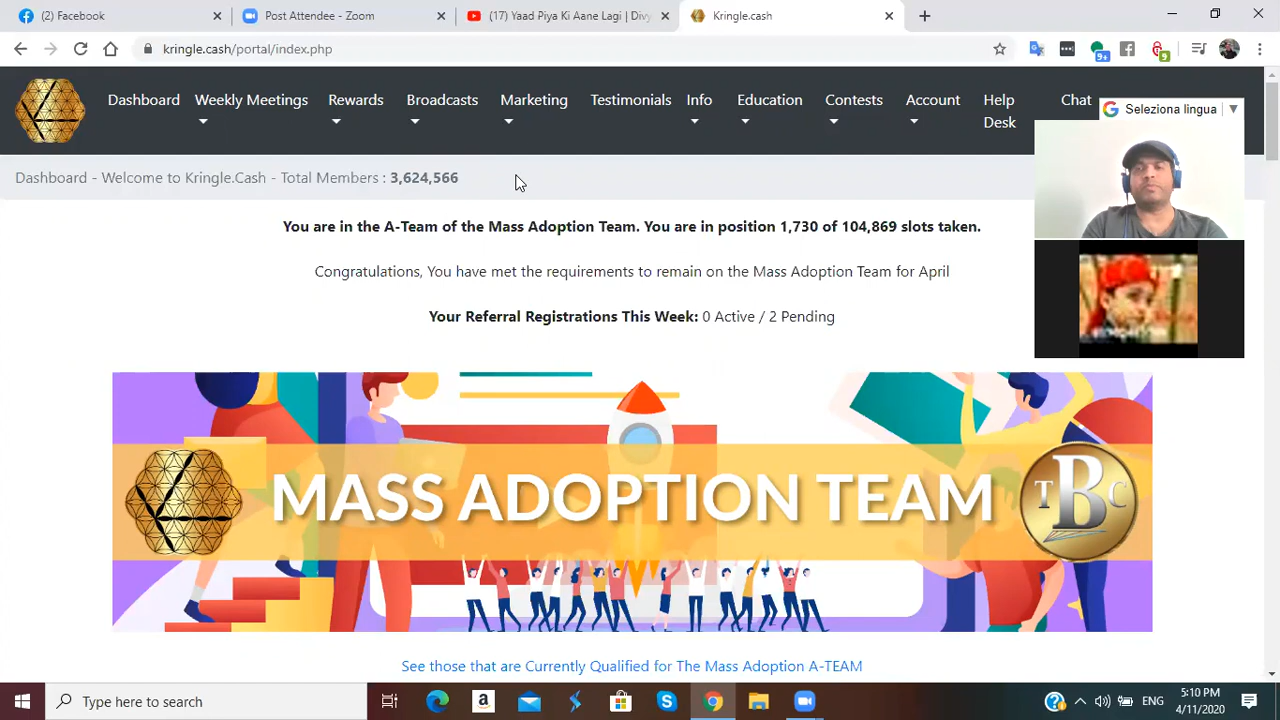 (2) Facebook
Post Attendee - Zoom
(17) Yaad Piya Ki Aane Lagi | Divy
Kringle.cash
kringle.cash/portal/index.php
9+
9
Dashboard
Weekly Meetings
Rewards
Broadcasts
Marketing
Testimonials
Info
Education
Contests
Account
Help
Desk
Chat
G Seleziona lingua
Dashboard - Welcome to Kringle.Cash - Total Members : 3,624,566
You are in the A-Team of the Mass Adoption Team. You are in position 1,730 of 104,869 slots taken.
Congratulations, You have met the requirements to remain on the Mass Adoption Team for April
Your Referral Registrations This Week: 0 Active / 2 Pending
MASS ADOPTION TEAM
TBC
See those that are Currently Qualified for The Mass Adoption A-TEAM
Type here to search
ENG
5:10 PM
4/11/2020